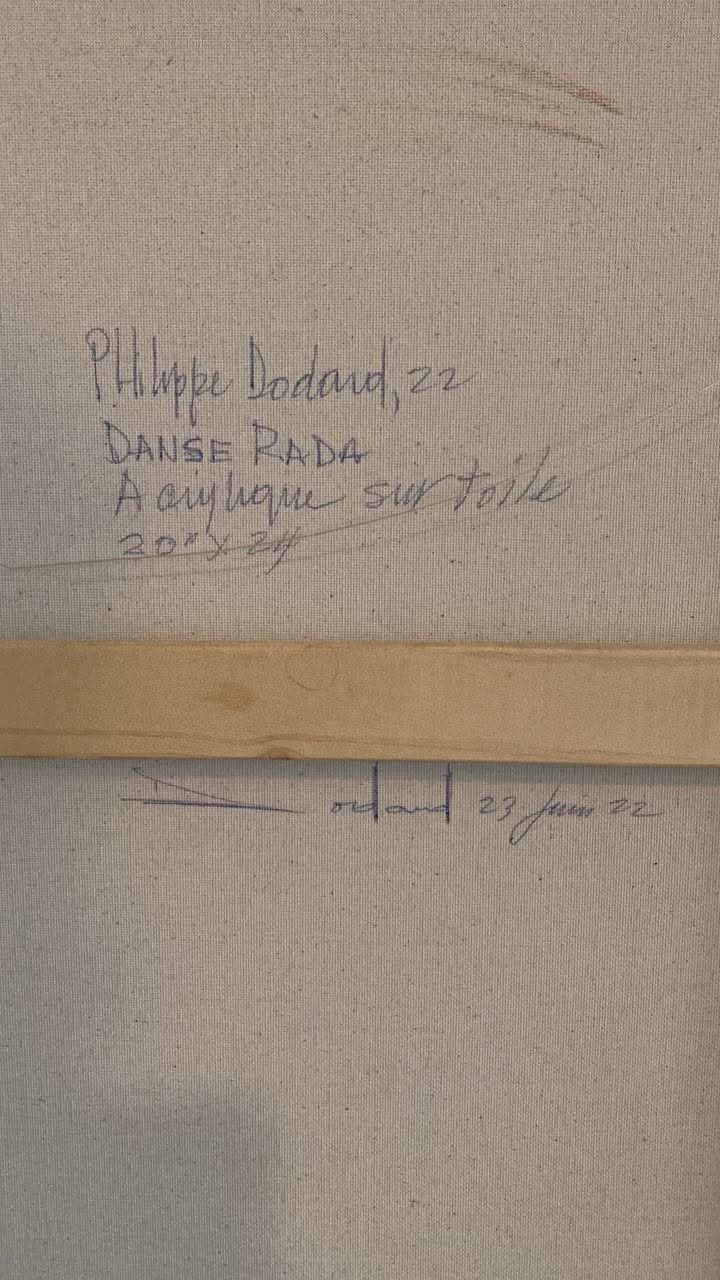 PHilippe Dodard, 22
DANSE RADA
Acrylique sur toile
20" X 24
Dodard 23 Juin 22